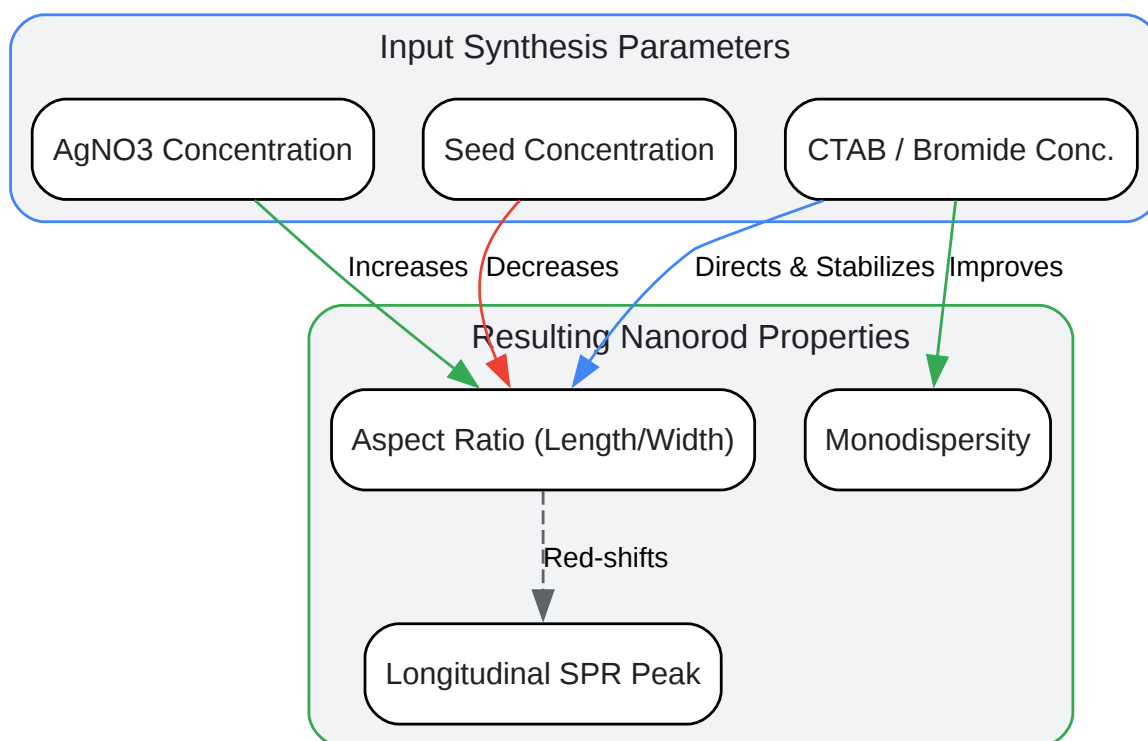 Input Synthesis Parameters
AgNO3 Concentration
Seed Concentration
CTAB / Bromide Conc.
Increases
Decreases
Directs & Stabilizes
Improves
Resulting Nanorod Properties
Aspect Ratio (Length/Width)
Monodispersity
Red-shifts
Longitudinal SPR Peak